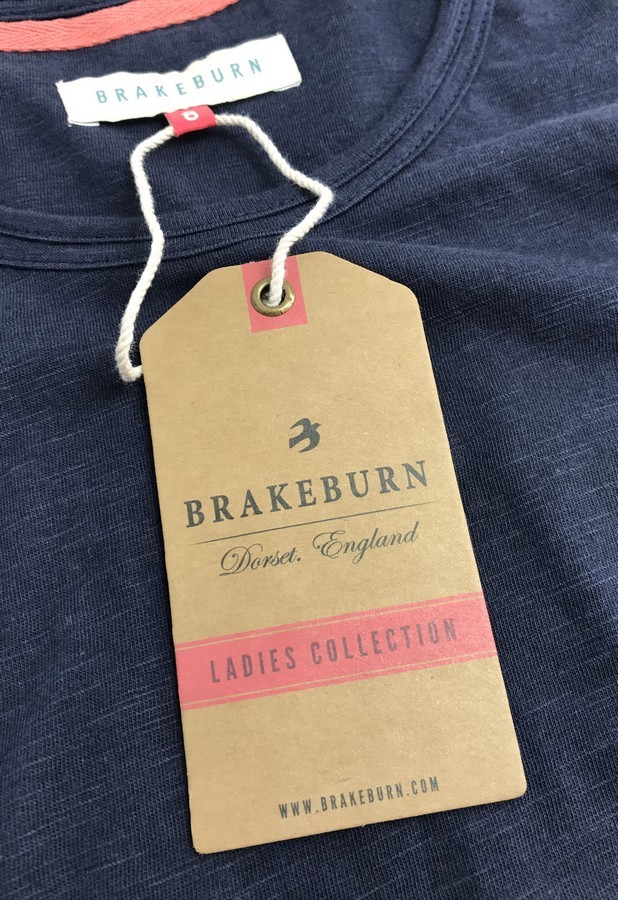 BRAKEBURN
BRAKEBURN
Dorset. England
LADIES COLLECTION
WWW.BRAKEBURN.COM